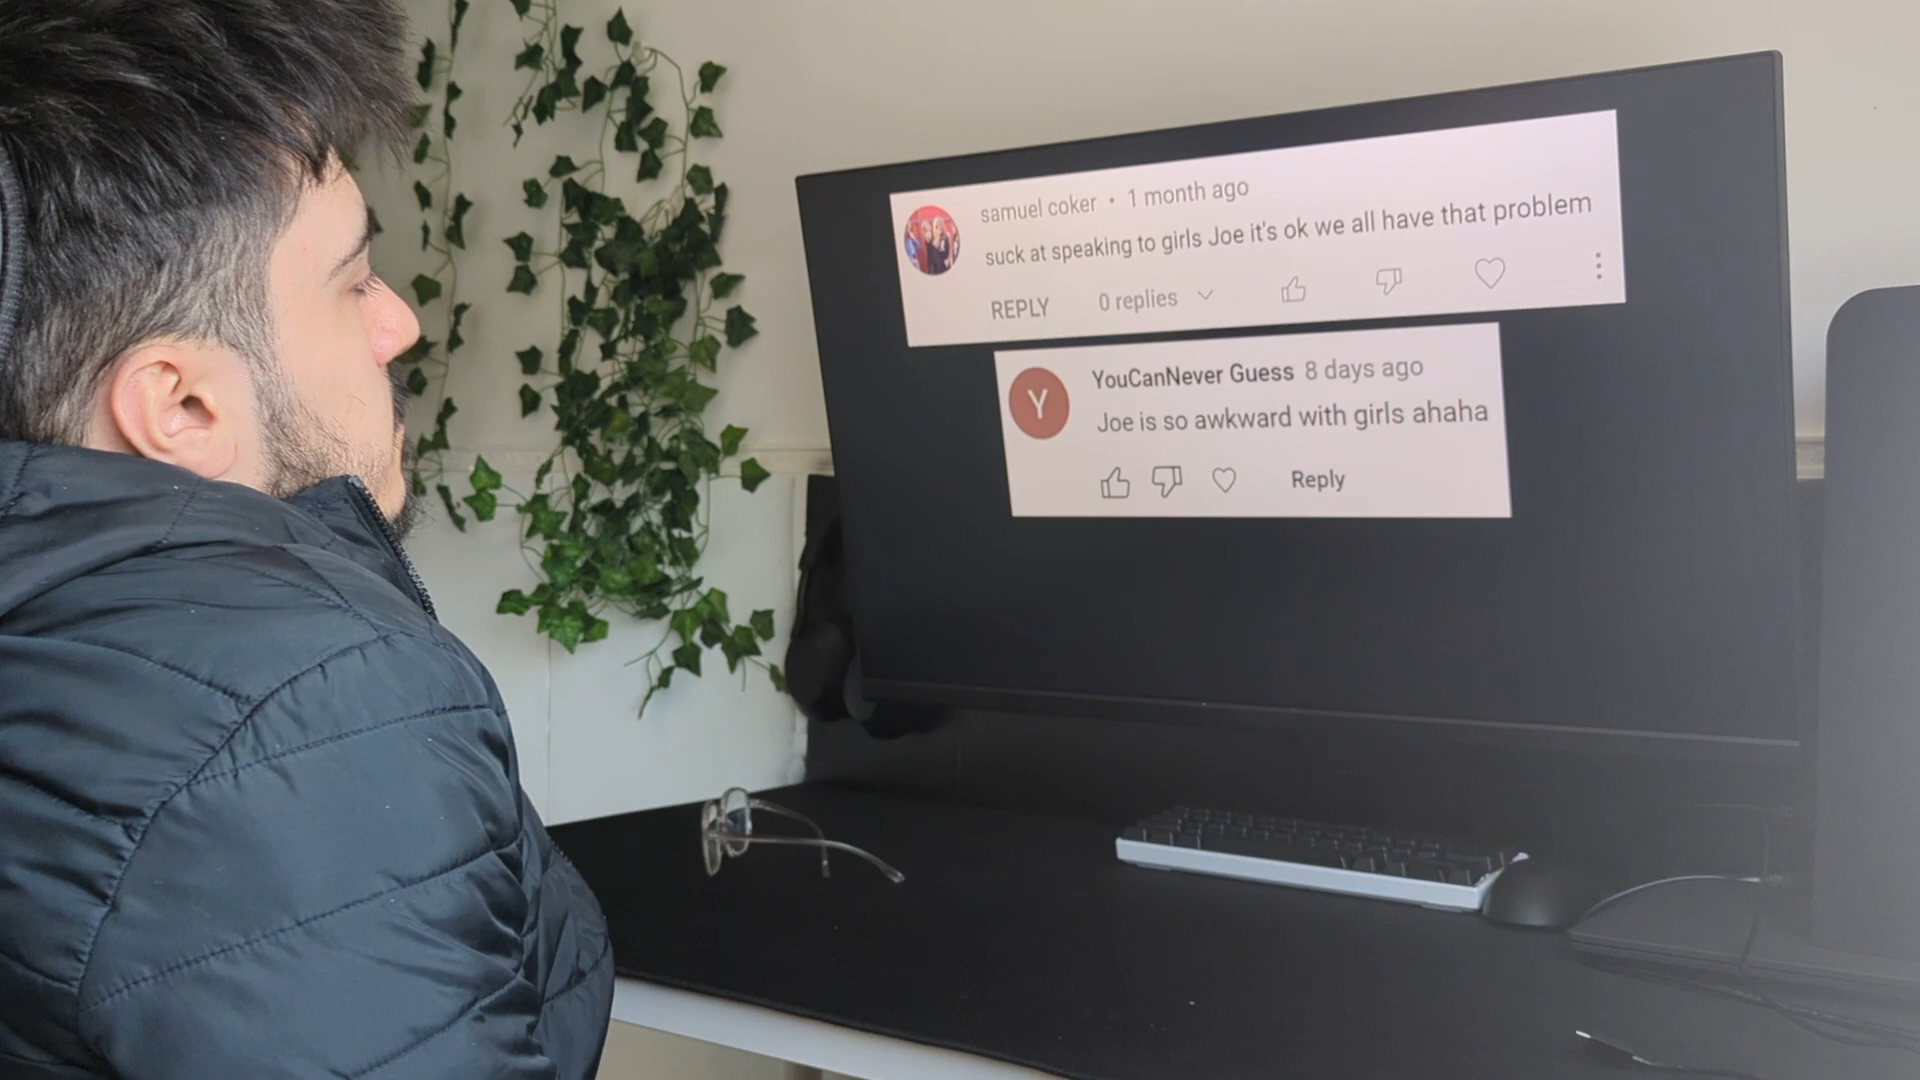 samuel coker • 1 month ago
suck at speaking to girls Joe it's ok we all have that problem
REPLY 0 replies
Y
YouCanNever Guess 8 days ago
Joe is so awkward with girls ahaha
Reply